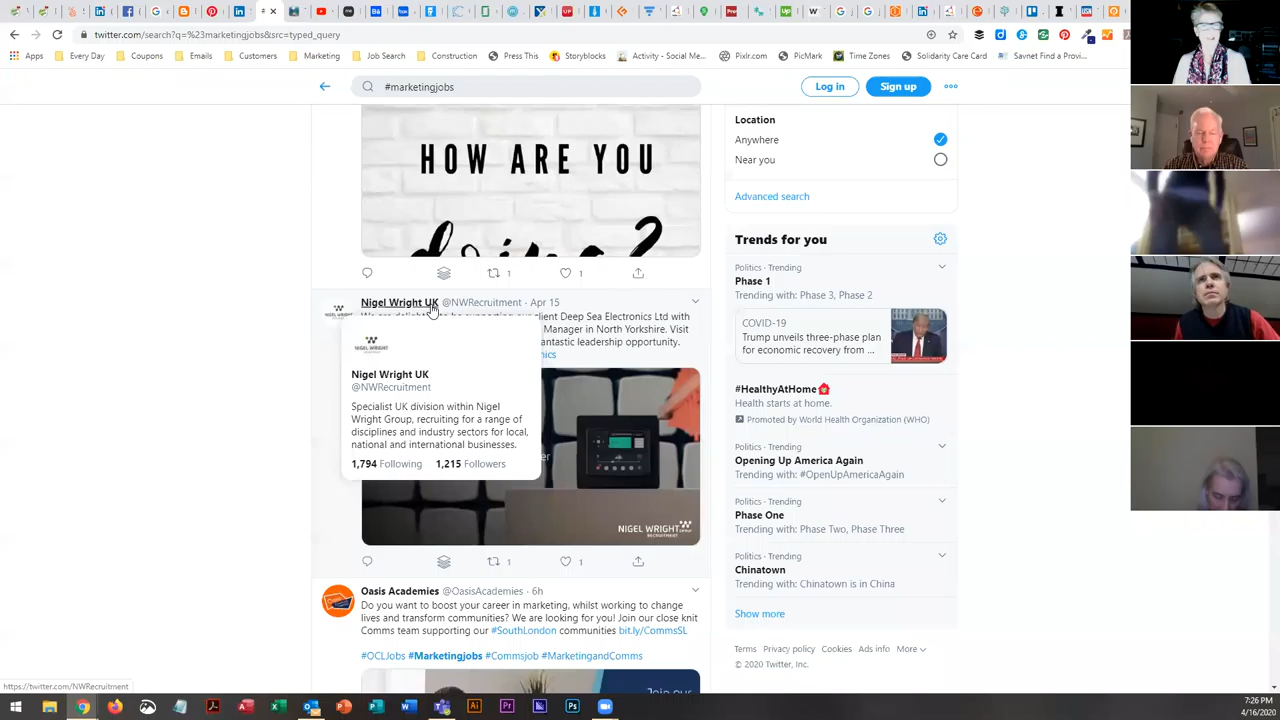 twitter.com/search?q=%23marketingjobs&src=typed_query
Apps
Every Day
Coupons
Emails
Customers
Marketing
Job Search
Construction
Press This
Storyblocks
Activity - Social Me...
Pixlr.com
PicMark
Time Zones
Solidarity Care Card
Savnet Find a Provi...
#marketingjobs
Log in
Sign up
HOW ARE YOU
doing?
1
1
Location
Anywhere
Near you
Advanced search
Trends for you
Politics · Trending
Phase 1
Trending with: Phase 3, Phase 2
COVID-19
Trump unveils three-phase plan
for economic recovery from ...
#HealthyAtHome
Health starts at home.
Promoted by World Health Organization (WHO)
Politics · Trending
Opening Up America Again
Trending with: #OpenUpAmericaAgain
Politics · Trending
Phase One
Trending with: Phase Two, Phase Three
Politics · Trending
Chinatown
Trending with: Chinatown is in China
Show more
Terms Privacy policy Cookies Ads info More
© 2020 Twitter, Inc.
Nigel Wright UK @NWRecruitment · Apr 15
client Deep Sea Electronics Ltd with
Manager in North Yorkshire. Visit
fantastic leadership opportunity.
NIGEL WRIGHT
Nigel Wright UK
@NWRecruitment
Specialist UK division within Nigel
Wright Group, recruiting for a range of
disciplines and industry sectors for local,
national and international businesses.
1,794 Following 1,215 Followers
NIGEL WRIGHT
RECRUITMENT
1
1
Oasis Academies @OasisAcademies · 6h
Do you want to boost your career in marketing, whilst working to change
lives and transform communities? We are looking for you! Join our close knit
Comms team supporting our #SouthLondon communities bit.ly/CommsSL
#OCLJobs #Marketingjobs #Commsjob #MarketingandComms
Join our
https://twitter.com/NWRecruitment
7:26 PM
4/16/2020